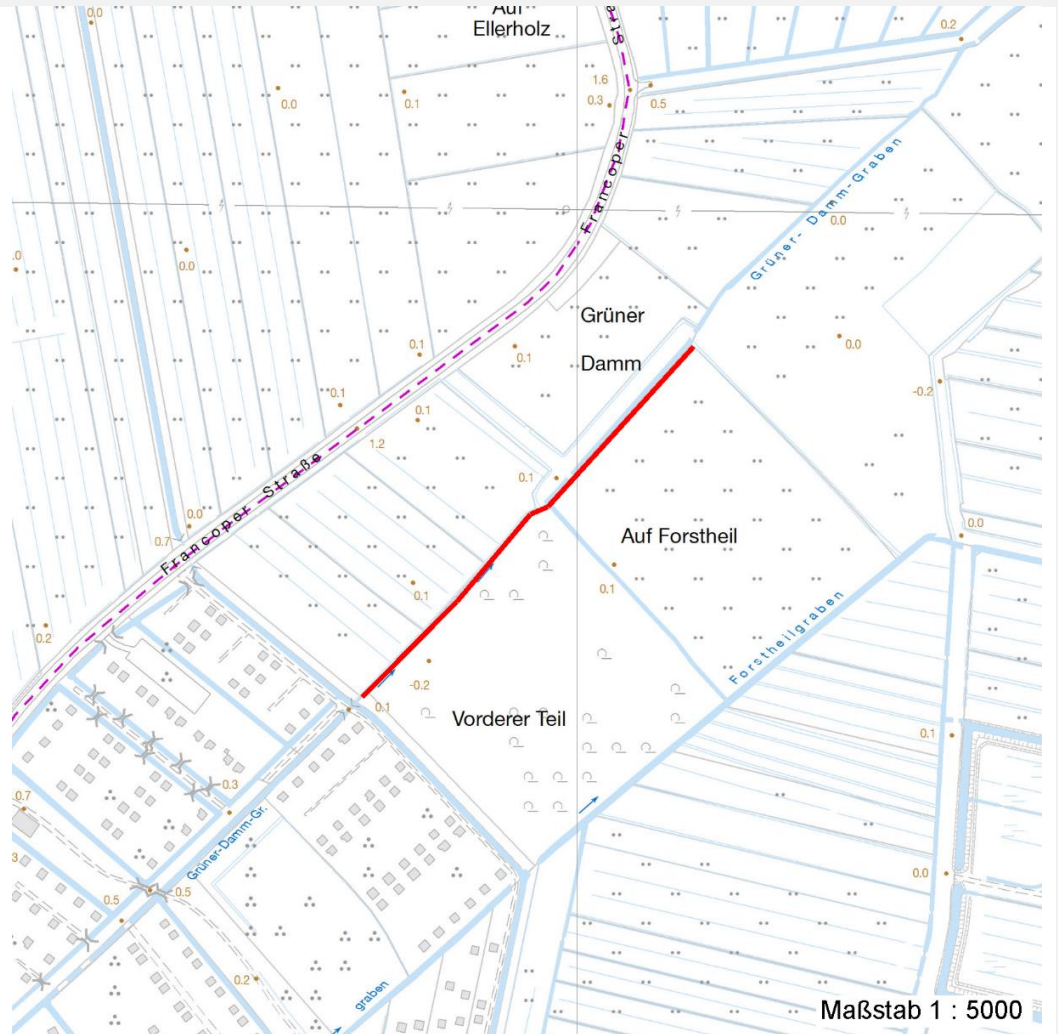 Auf
Ellerholz
0.0
0.2
1.6
0.3
0.5
0.0
0.1
Francoper
Grüner-Damm-Graben
0.0
.0
0.0
Grüner
Damm
0.1
0.1
0.0
-0.2
0.1
0.1
1.2
Francoper Straße
0.1
0.0
0.7
Auf Forstheil
0.0
0.1
0.1
Forstheilgraben
0.2
-0.2
0.1
Vorderer Teil
0.1
0.3
0.7
Grüner-Damm-Gr.
3
0.5
0.5
0.0
0.2
graben
Maßstab 1 : 5000